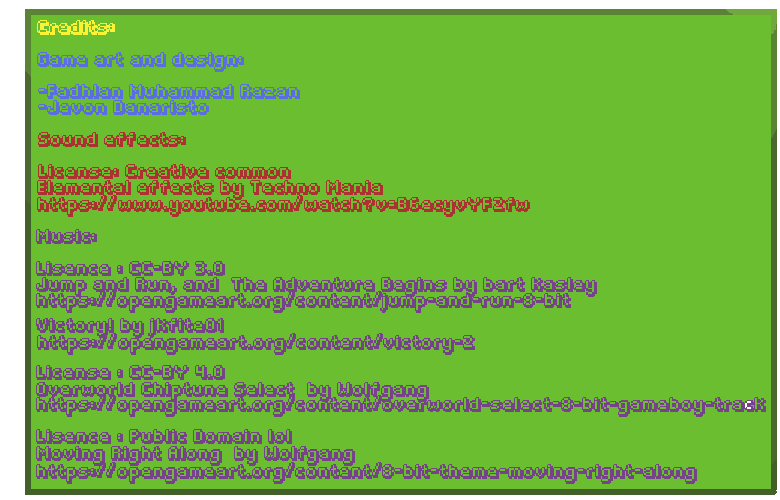 Credits:
Game art and design:
-Fadhlan Muhammad Razan
-Jevon Danaristo
Sound effects:
License: Creative common
Elemental effects by Techno Mania
https://www.youtube.com/watch?v=B6ecyvYFZfw
Music:
Lisence : CC-BY 3.0
Jump and Run, and The Adventure Begins by bart Kasley
https://opengameart.org/content/jump-and-run-8-bit
Victory! by jkfite01
https://opengameart.org/content/victory-2
License : CC-BY 4.0
Overworld Chiptune Select by Wolfgang
https://opengameart.org/content/overworld-select-8-bit-gameboy-track
Lisence : Public Domain lol
Moving Right Along by Wolfgang
https://opengameart.org/content/8-bit-theme-moving-right-along